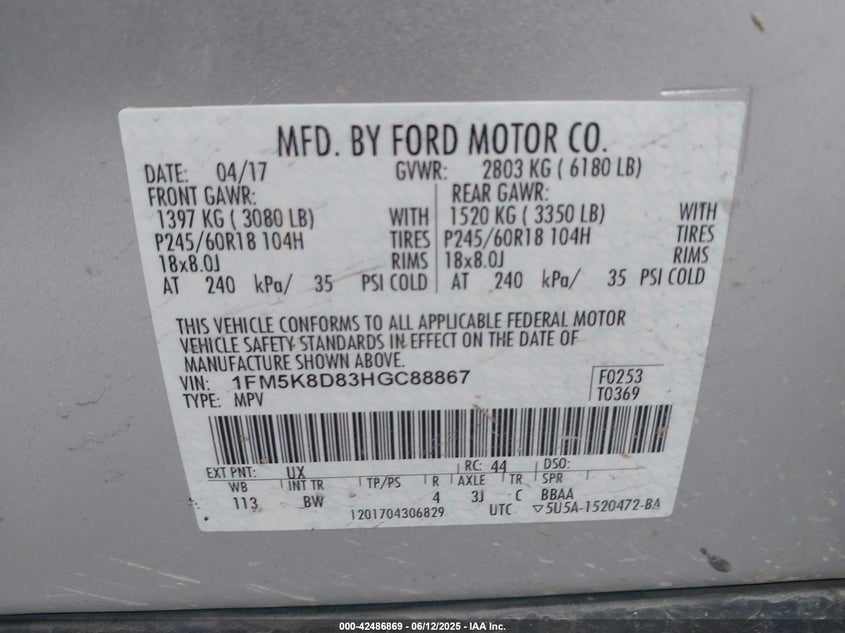 MFD. BY FORD MOTOR CO.
DATE: 04/17 GVWR: 2803 KG ( 6180 LB)
FRONT GAWR: REAR GAWR:
1397 KG ( 3080 LB) WITH 1520 KG ( 3350 LB) WITH
P245/60R18 104H TIRES P245/60R18 104H TIRES
18x8.0J RIMS 18x8.0J RIMS
AT 240 kPa/ 35 PSI COLD AT 240 kPa/ 35 PSI COLD
THIS VEHICLE CONFORMS TO ALL APPLICABLE FEDERAL MOTOR
VEHICLE SAFETY STANDARDS IN EFFECT ON THE DATE OF
MANUFACTURE SHOWN ABOVE.
VIN: 1FM5K8D83HGC88867 F0253
TYPE: MPV T0369
EXT PNT: UX RC: 44 DSO:
WB INT TR TP/PS R AXLE TR SPR
113 BW 4 3J C BBAA
1201704306829 UTC ▽5U5A-1520472-BA
000-42486869 - 06/12/2025 - IAA Inc.